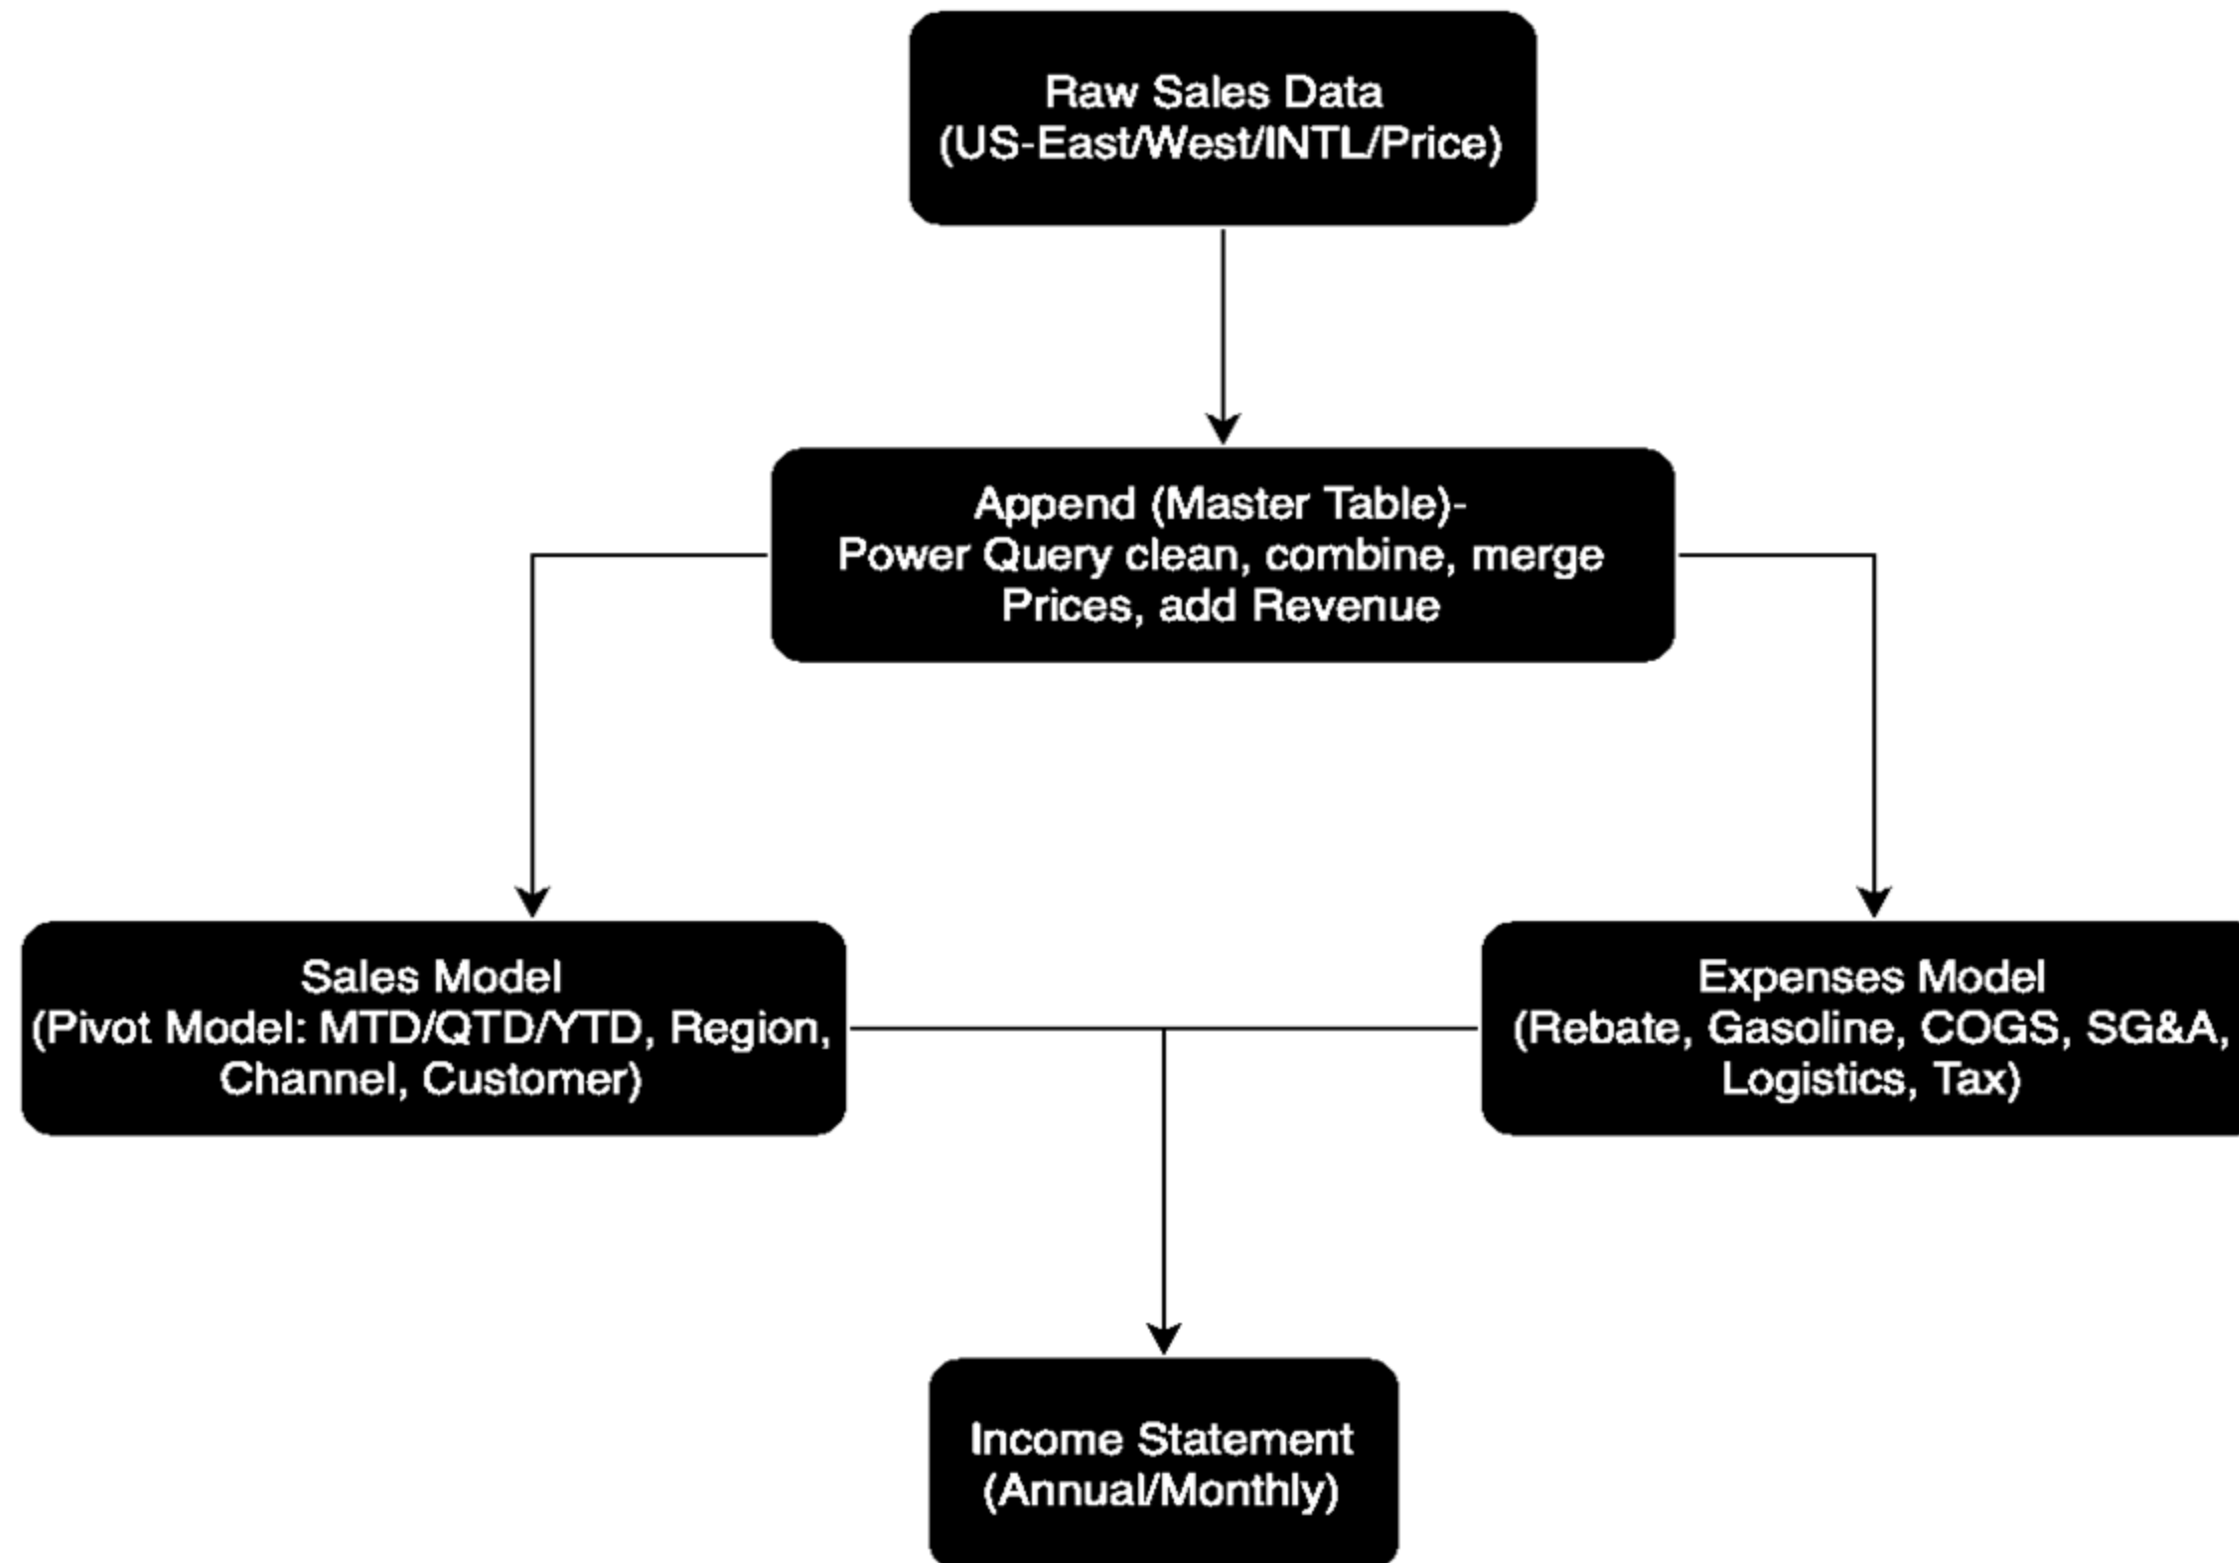 Raw Sales Data
(US-East/West/INTL/Price)
Append (Master Table)-
Power Query clean, combine, merge
Prices, add Revenue
Sales Model
(Pivot Model: MTD/QTD/YTD, Region,
Channel, Customer)
Expenses Model
(Rebate, Gasoline, COGS, SG&A,
Logistics, Tax)
Income Statement
(Annual/Monthly)